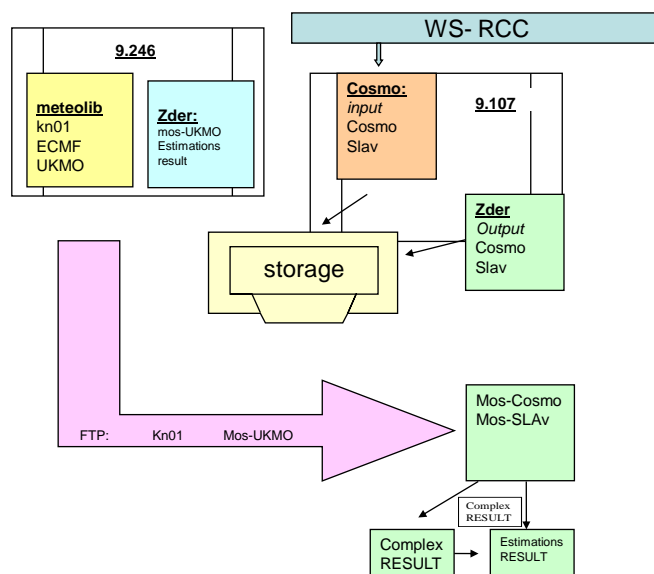 WS- RCC
9.246
meteolib
kn01
ECMF
UKMO
Zder:
mos-UKMO
Estimations
result
Cosmo:
input
Cosmo
Slav
9.107
Zder
Output
Cosmo
Slav
storage
FTP: Kn01 Mos-UKMO
Mos-Cosmo
Mos-SLAv
Complex
RESULT
Complex
RESULT
Estimations
RESULT